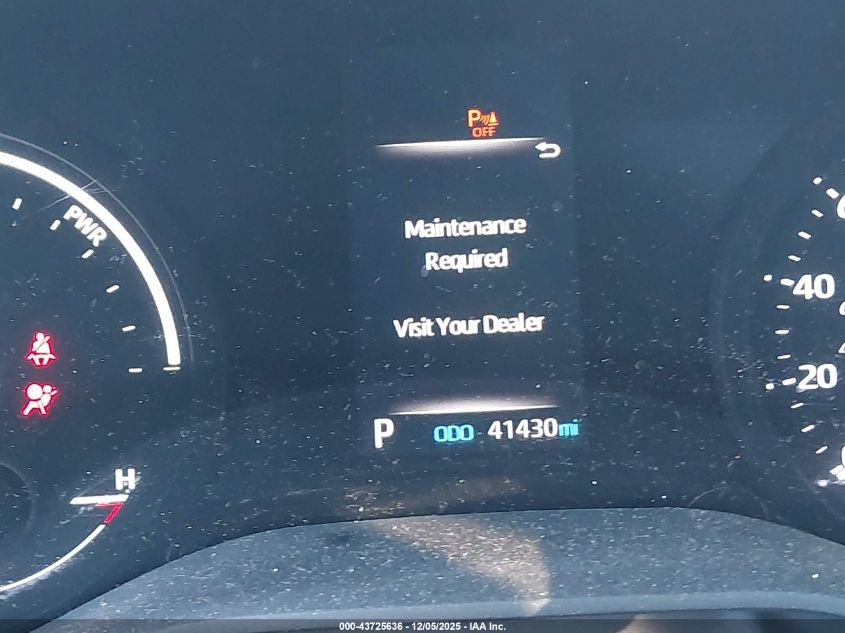 P
OFF
Maintenance
Required
Visit Your Dealer
P ODO 41430mi
PWR
H
40
20
000-43725636 - 12/05/2025 - IAA Inc.